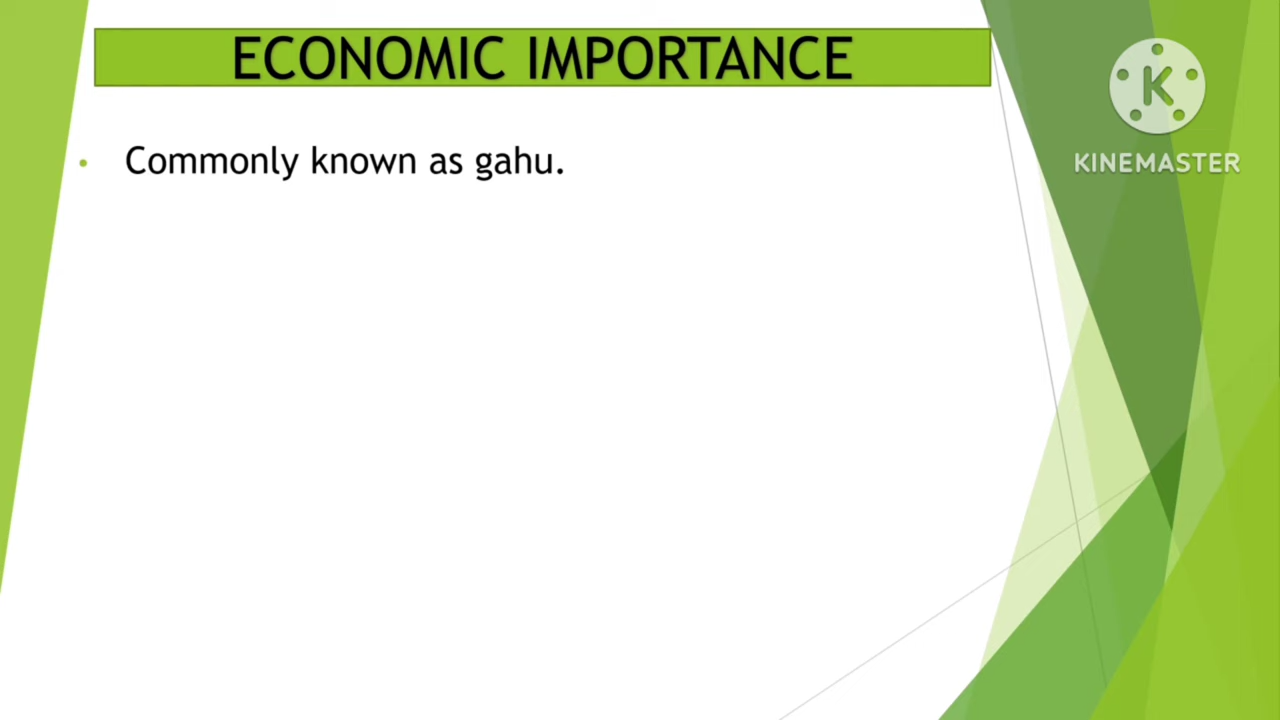 ECONOMIC IMPORTANCE
• Commonly known as gahu.
K
KINEMASTER